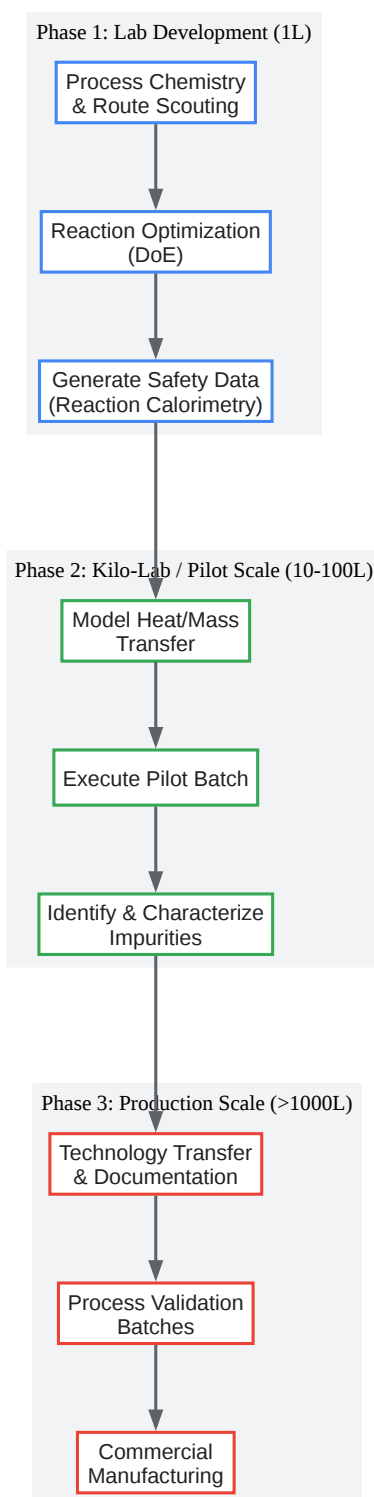 Phase 1: Lab Development (1L)
Process Chemistry
& Route Scouting
Reaction Optimization
(DoE)
Generate Safety Data
(Reaction Calorimetry)
Phase 2: Kilo-Lab / Pilot Scale (10-100L)
Model Heat/Mass
Transfer
Execute Pilot Batch
Identify & Characterize
Impurities
Phase 3: Production Scale (>1000L)
Technology Transfer
& Documentation
Process Validation
Batches
Commercial
Manufacturing